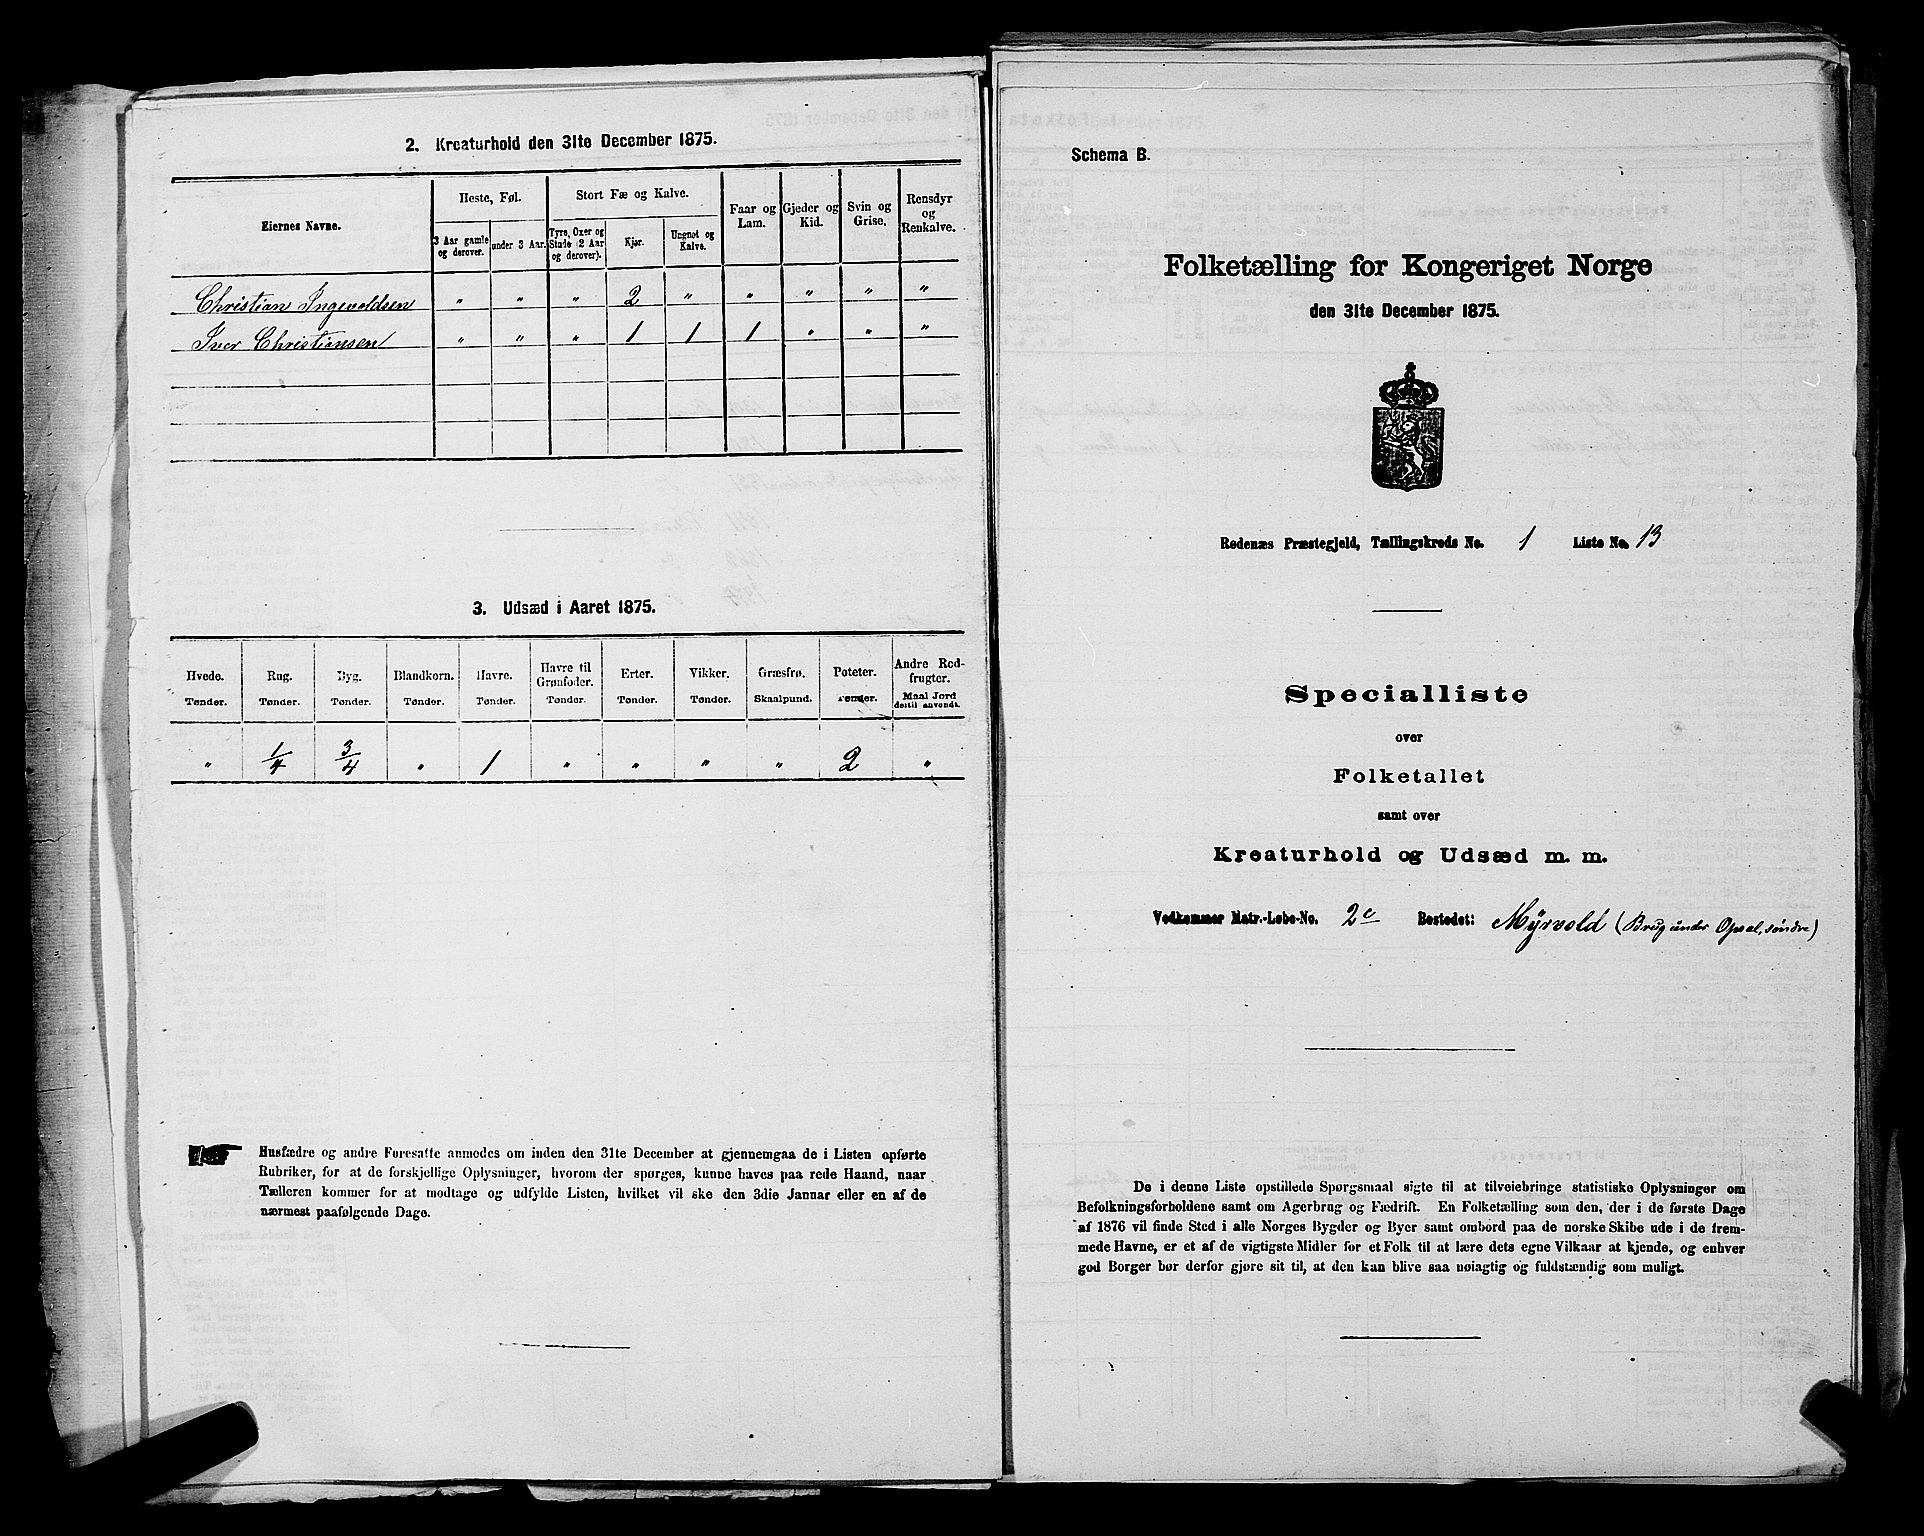 2. Kreaturhold den 31te December 1875.
Eiernes Navne.
Heste, Føl.
Stort Fæ og Kalve.
Faar og Lam.
Gjeder og Kid.
Svin og Grise.
Rensdyr og Renkalve.
3 Aar gamle og derover.
under 3 Aar.
Tyre, Oxer og Stude (2 Aar og derover).
Kjør.
Ungnøt og Kalve.
Christian Ingevoldsen " " " 2 " " " " "
Iver Christiansen " " " 1 1 1 " " "
3. Udsæd i Aaret 1875.
Hvede. Rug. Byg. Blandkorn. Havre. Havre til Grønfoder. Erter. Vikker. Græsfrø. Poteter. Andre Rodfrugter.
Tønder. Tønder. Tønder. Tønder. Tønder. Tønder. Tønder. Tønder. Skaalpund. Tønder. Maal Jord dertil anvendt.
" 1/4 3/4 " 1 " " " " 2 "
Husfædre og andre Foresatte anmodes om inden den 31te December at gjennemgaa de i Listen opførte
Rubriker, for at de forskjellige Oplysninger, hvorom der spørges, kunne haves paa rede Haand, naar
Tælleren kommer for at modtage og udfylde Listen, hvilket vil ske den 3die Januar eller en af de
nærmest paafølgende Dage.
Schema B.
Folketælling for Kongeriget Norge
den 31te December 1875.
Rødenæs Præstegjeld, Tællingskreds No. 1 Liste No. 13
Specialliste
over
Folketallet
samt over
Kreaturhold og Udsæd m. m.
Vedkommer Matr.-Løbe-No. 2c Bostedet: Myrvold (Brug under Opsal, søndre)
De i denne Liste opstillede Spørgsmaal sigte til at tilveiebringe statistiske Oplysninger om
Befolkningsforholdene samt om Agerbrug og Fædrift. En Folketælling som den, der i de første Dage
af 1876 vil finde Sted i alle Norges Bygder og Byer samt ombord paa de norske Skibe ude i de frem-
mede Havne, er et af de vigtigste Midler for et Folk til at lære dets egne Vilkaar at kjende, og enhver
god Borger bør derfor gjøre sit til, at den kan blive saa nøiagtig og fuldstændig som muligt.